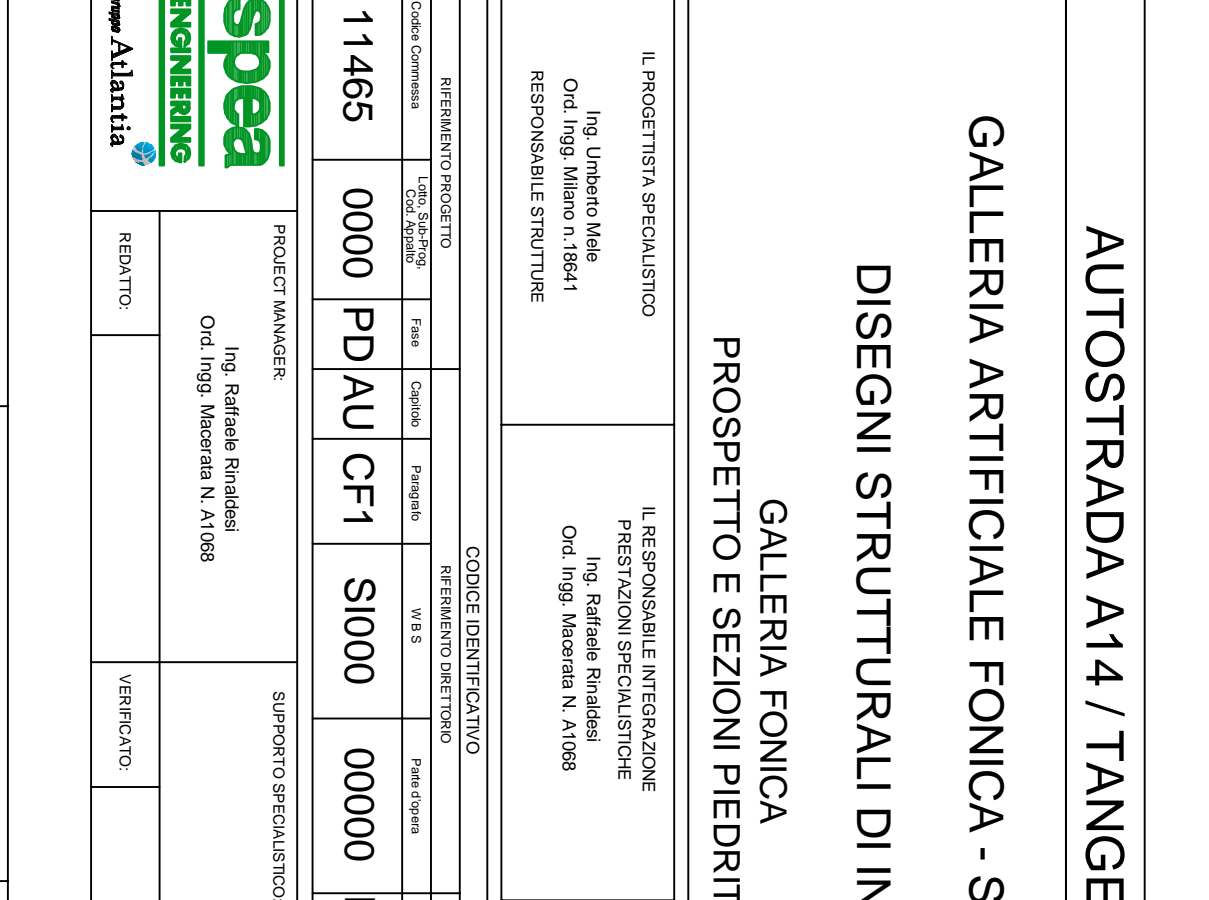 AUTOSTRADA A14 / TANGE
GALLERIA ARTIFICIALE FONICA - S
DISEGNI STRUTTURALI DI IN
GALLERIA FONICA
PROSPETTO E SEZIONI PIEDRIT
IL PROGETTISTA SPECIALISTICO
Ing. Umberto Mele
Ord. Ingg. Milano n.18641
RESPONSABILE STRUTTURE
IL RESPONSABILE INTEGRAZIONE
PRESTAZIONI SPECIALISTICHE
Ing. Raffaele Rinaldesi
Ord. Ingg. Macerata N. A1068
CODICE IDENTIFICATIVO
RIFERIMENTO PROGETTO
RIFERIMENTO DIRETTORIO
Codice Commessa
Lotto, Sub-Prog,
Cod. Appalto
Fase
Capitolo
Paragrafo
W B S
Parte d'opera
11465
0000
PD
AU
CF1
SI000
00000
spea
ENGINEERING
Atlantia
PROJECT MANAGER:
Ing. Raffaele Rinaldesi
Ord. Ingg. Macerata N. A1068
SUPPORTO SPECIALISTICO:
REDATTO:
VERIFICATO: